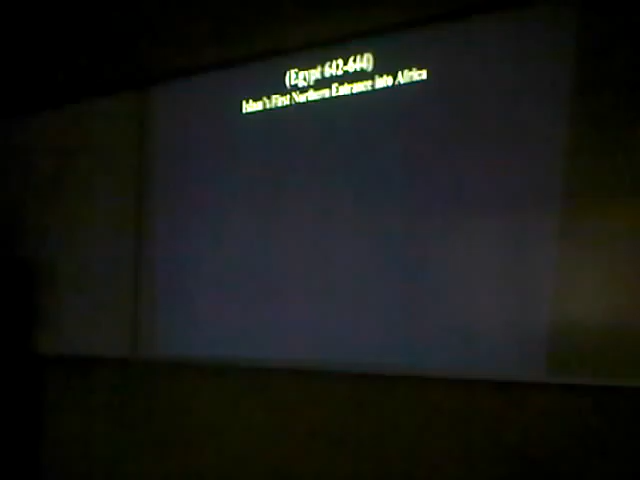 (Egypt 642-644)
Islam's First Northern Entrance into Africa